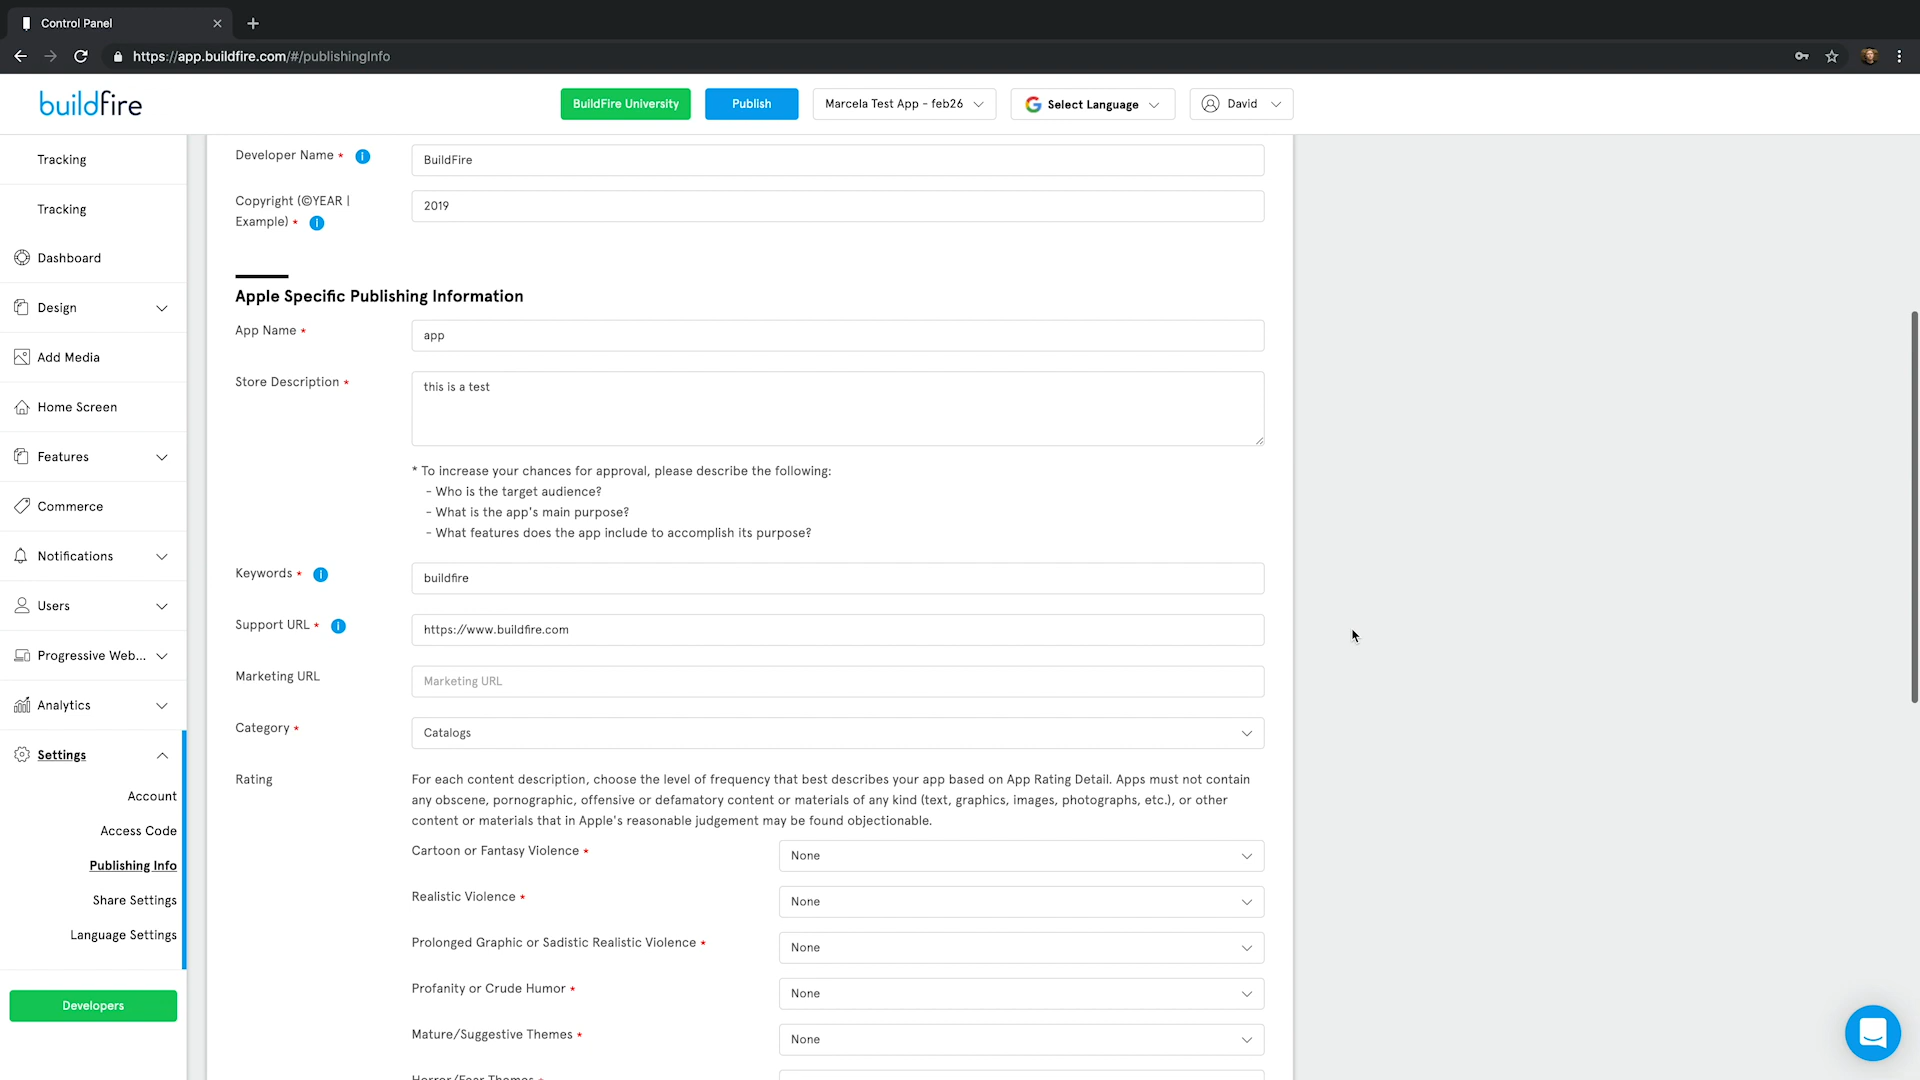 Control Panel
https://app.buildfire.com/#/publishingInfo
buildfire
BuildFire University
Publish
Marcela Test App - feb26
Select Language
David
Tracking
Tracking
Dashboard
Design
Add Media
Home Screen
Features
Commerce
Notifications
Users
Progressive Web...
Analytics
Settings
Account
Access Code
Publishing Info
Share Settings
Language Settings
Developers
Developer Name *
BuildFire
Copyright (©YEAR |
Example) *
2019
Apple Specific Publishing Information
App Name *
app
Store Description *
this is a test
* To increase your chances for approval, please describe the following:
- Who is the target audience?
- What is the app's main purpose?
- What features does the app include to accomplish its purpose?
Keywords *
buildfire
Support URL *
https://www.buildfire.com
Marketing URL
Marketing URL
Category *
Catalogs
Rating
For each content description, choose the level of frequency that best describes your app based on App Rating Detail. Apps must not contain
any obscene, pornographic, offensive or defamatory content or materials of any kind (text, graphics, images, photographs, etc.), or other
content or materials that in Apple's reasonable judgement may be found objectionable.
Cartoon or Fantasy Violence *
None
Realistic Violence *
None
Prolonged Graphic or Sadistic Realistic Violence *
None
Profanity or Crude Humor *
None
Mature/Suggestive Themes *
None
Horror/Fear Themes *